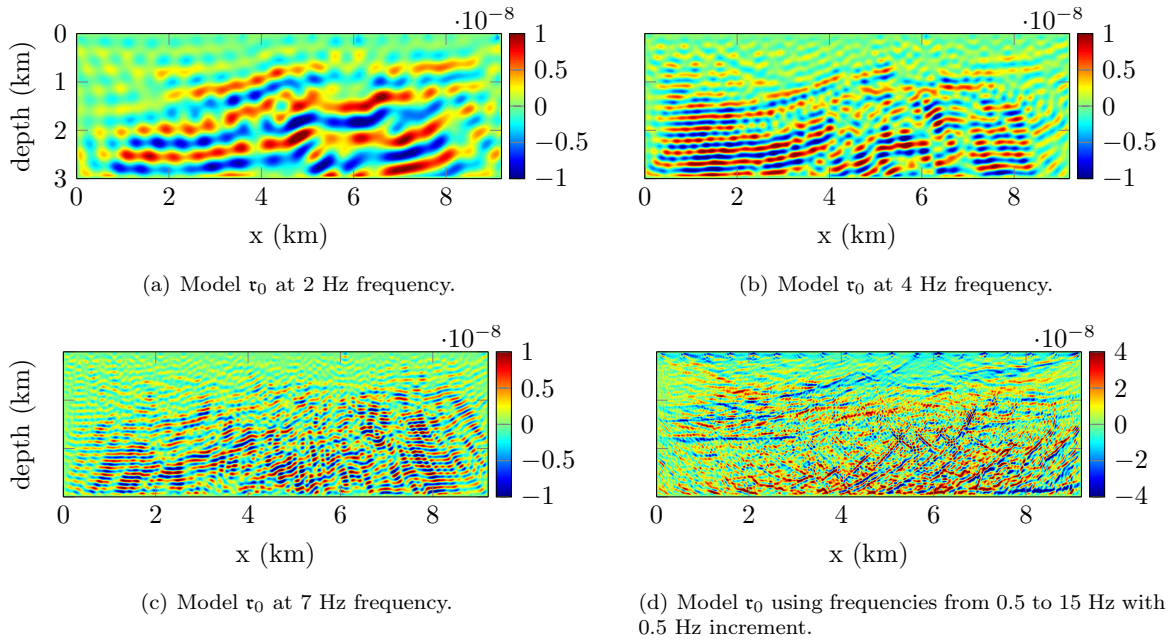 ·10−8
0
1
2
3
depth (km)
0 2 4 6 8
x (km)
1
0.5
0
−0.5
−1
(a) Model 𝔯0 at 2 Hz frequency.
·10−8
0 2 4 6 8
x (km)
1
0.5
0
−0.5
−1
(b) Model 𝔯0 at 4 Hz frequency.
·10−8
depth (km)
0 2 4 6 8
x (km)
1
0.5
0
−0.5
−1
(c) Model 𝔯0 at 7 Hz frequency.
·10−8
0 2 4 6 8
x (km)
4
2
0
−2
−4
(d) Model 𝔯0 using frequencies from 0.5 to 15 Hz with
0.5 Hz increment.